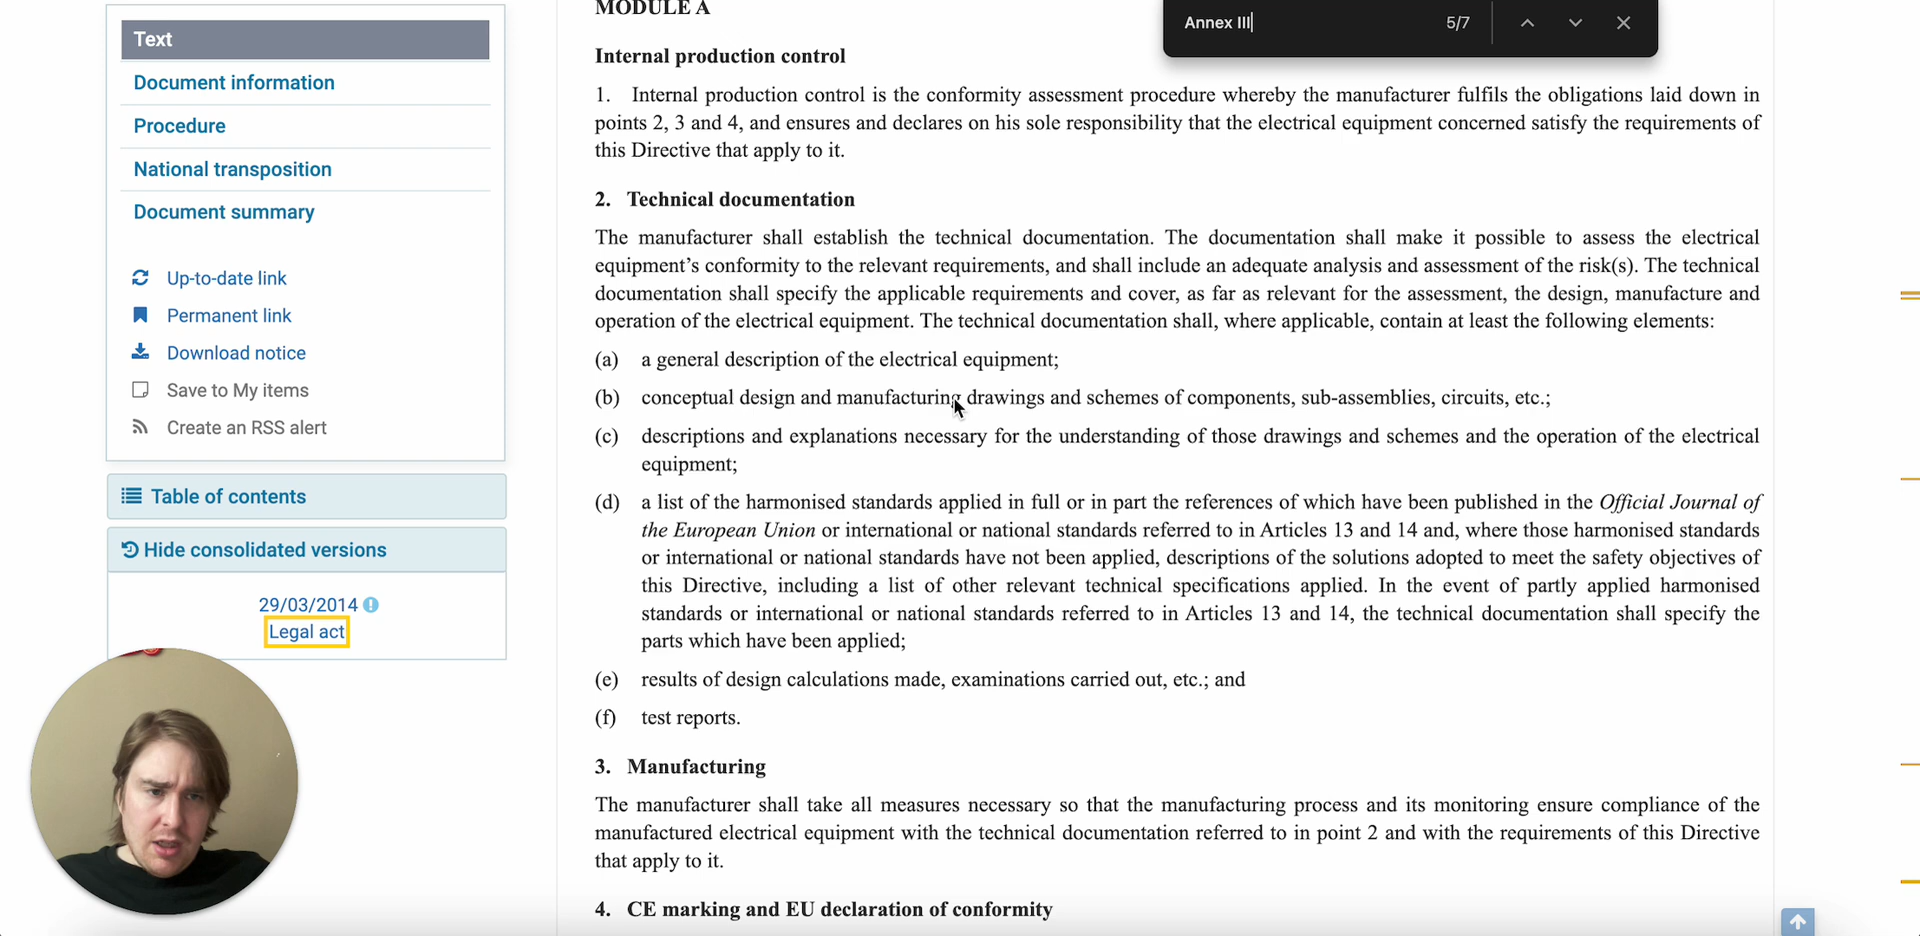 Text
Document information
Procedure
National transposition
Document summary
Up-to-date link
Permanent link
Download notice
Save to My items
Create an RSS alert
Table of contents
Hide consolidated versions
29/03/2014
Legal act
Annex III
5/7
MODULE A
Internal production control
1. Internal production control is the conformity assessment procedure whereby the manufacturer fulfils the obligations laid down in
points 2, 3 and 4, and ensures and declares on his sole responsibility that the electrical equipment concerned satisfy the requirements of
this Directive that apply to it.
2. Technical documentation
The manufacturer shall establish the technical documentation. The documentation shall make it possible to assess the electrical
equipment’s conformity to the relevant requirements, and shall include an adequate analysis and assessment of the risk(s). The technical
documentation shall specify the applicable requirements and cover, as far as relevant for the assessment, the design, manufacture and
operation of the electrical equipment. The technical documentation shall, where applicable, contain at least the following elements:
(a) a general description of the electrical equipment;
(b) conceptual design and manufacturing drawings and schemes of components, sub-assemblies, circuits, etc.;
(c) descriptions and explanations necessary for the understanding of those drawings and schemes and the operation of the electrical
equipment;
(d) a list of the harmonised standards applied in full or in part the references of which have been published in the Official Journal of
the European Union or international or national standards referred to in Articles 13 and 14 and, where those harmonised standards
or international or national standards have not been applied, descriptions of the solutions adopted to meet the safety objectives of
this Directive, including a list of other relevant technical specifications applied. In the event of partly applied harmonised
standards or international or national standards referred to in Articles 13 and 14, the technical documentation shall specify the
parts which have been applied;
(e) results of design calculations made, examinations carried out, etc.; and
(f) test reports.
3. Manufacturing
The manufacturer shall take all measures necessary so that the manufacturing process and its monitoring ensure compliance of the
manufactured electrical equipment with the technical documentation referred to in point 2 and with the requirements of this Directive
that apply to it.
4. CE marking and EU declaration of conformity